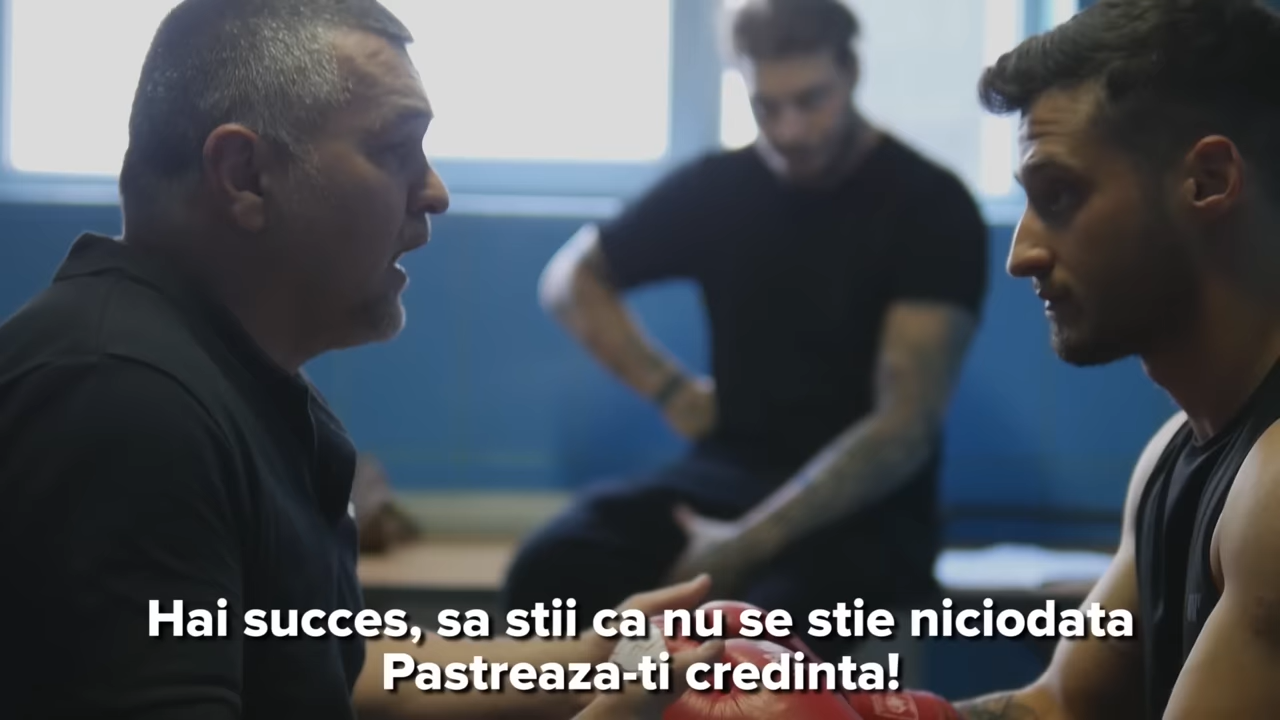 Hai succes, sa stii ca nu se stie niciodata
Pastreaza-ti credinta!